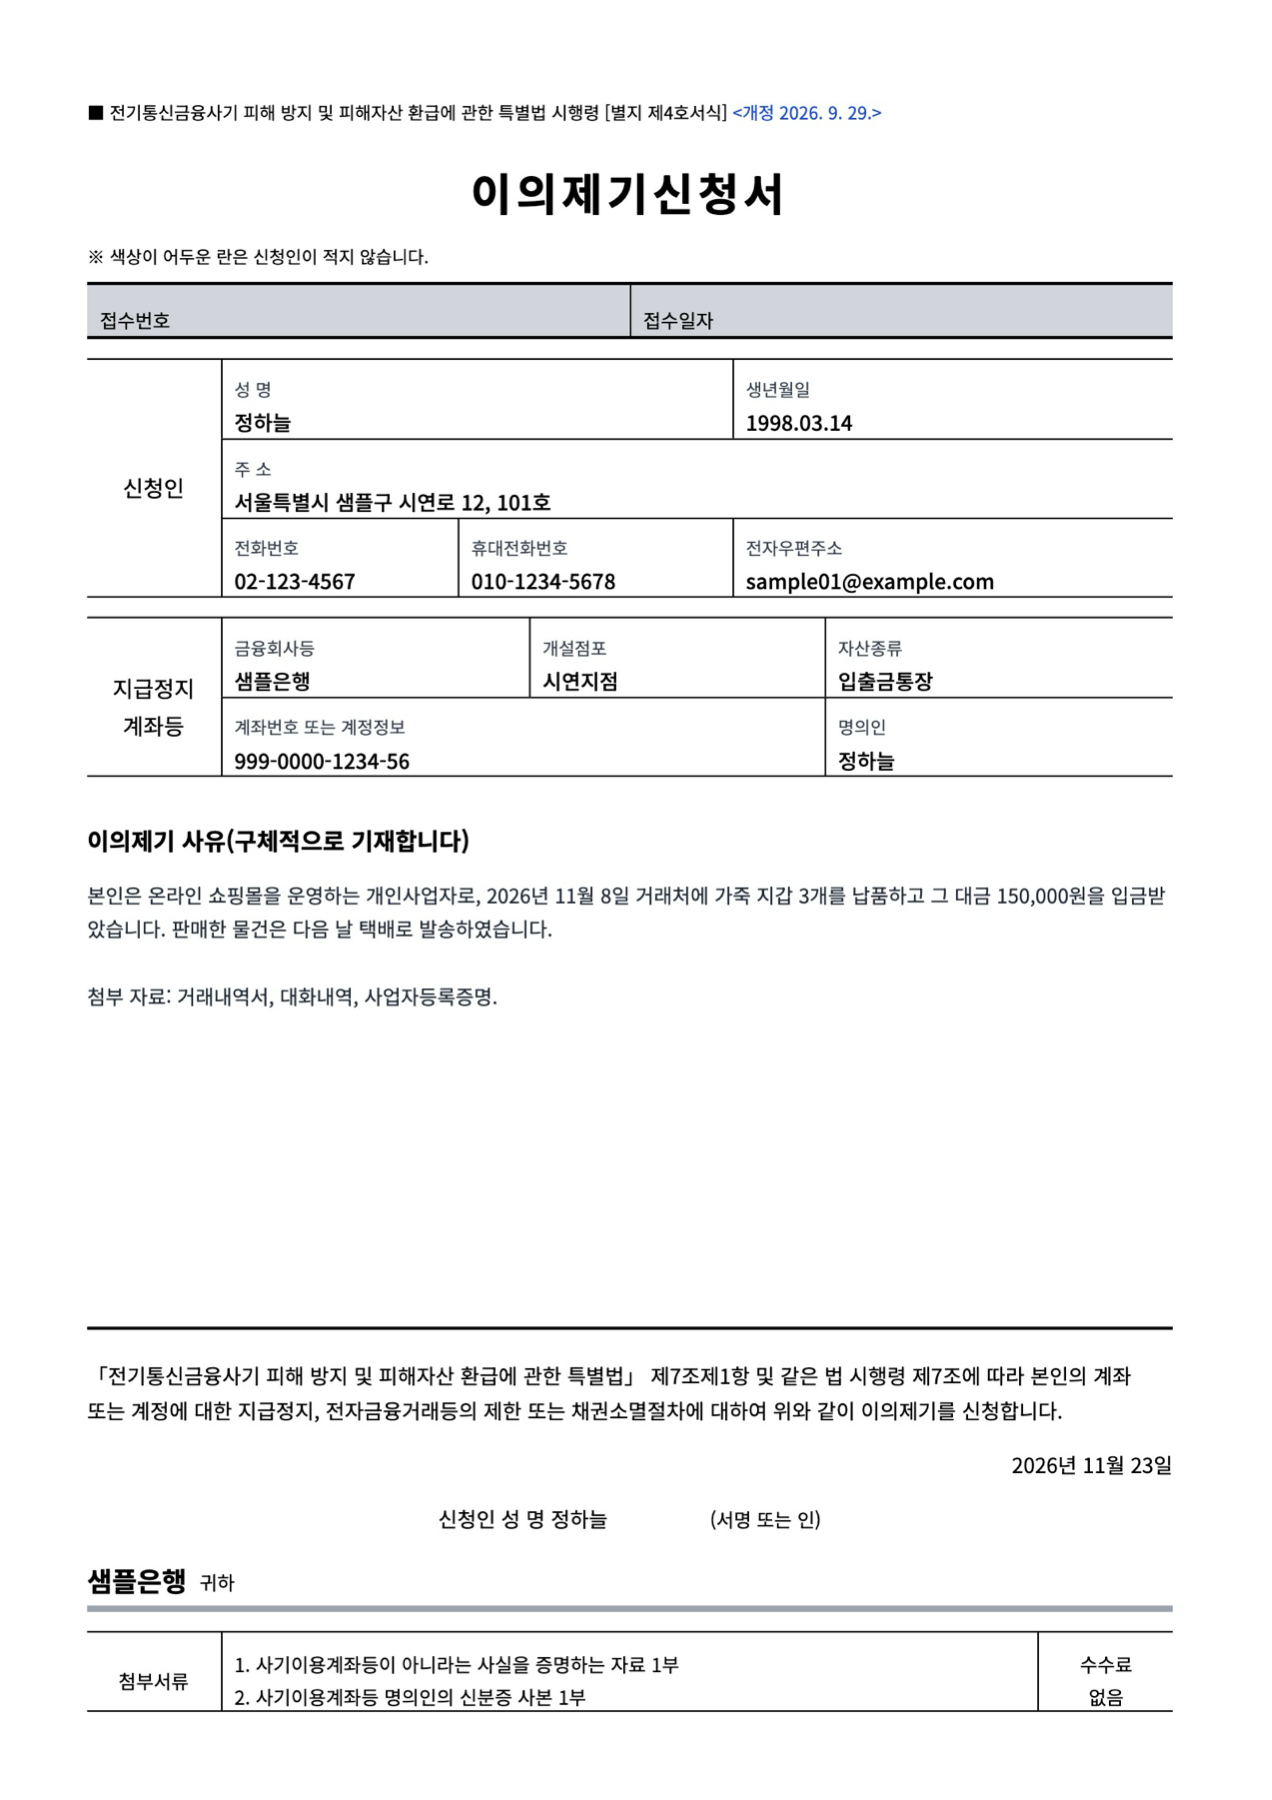 ■ 전기통신금융사기 피해 방지 및 피해자산 환급에 관한 특별법 시행령 [별지 제4호서식] <개정 2026. 9. 29.>
이의제기신청서
※ 색상이 어두운 란은 신청인이 적지 않습니다.
접수번호 접수일자
신청인
성 명 생년월일
정하늘 1998.03.14
주 소
서울특별시 샘플구 시연로 12, 101호
전화번호 휴대전화번호 전자우편주소
02-123-4567 010-1234-5678 sample01@example.com
지급정지
계좌등
금융회사등 개설점포 자산종류
샘플은행 시연지점 입출금통장
계좌번호 또는 계정정보 명의인
999-0000-1234-56 정하늘
이의제기 사유(구체적으로 기재합니다)
본인은 온라인 쇼핑몰을 운영하는 개인사업자로, 2026년 11월 8일 거래처에 가죽 지갑 3개를 납품하고 그 대금 150,000원을 입금받
았습니다. 판매한 물건은 다음 날 택배로 발송하였습니다.
첨부 자료: 거래내역서, 대화내역, 사업자등록증명.
「전기통신금융사기 피해 방지 및 피해자산 환급에 관한 특별법」 제7조제1항 및 같은 법 시행령 제7조에 따라 본인의 계좌
또는 계정에 대한 지급정지, 전자금융거래등의 제한 또는 채권소멸절차에 대하여 위와 같이 이의제기를 신청합니다.
2026년 11월 23일
신청인 성 명 정하늘 (서명 또는 인)
샘플은행 귀하
첨부서류
1. 사기이용계좌등이 아니라는 사실을 증명하는 자료 1부
2. 사기이용계좌등 명의인의 신분증 사본 1부
수수료
없음